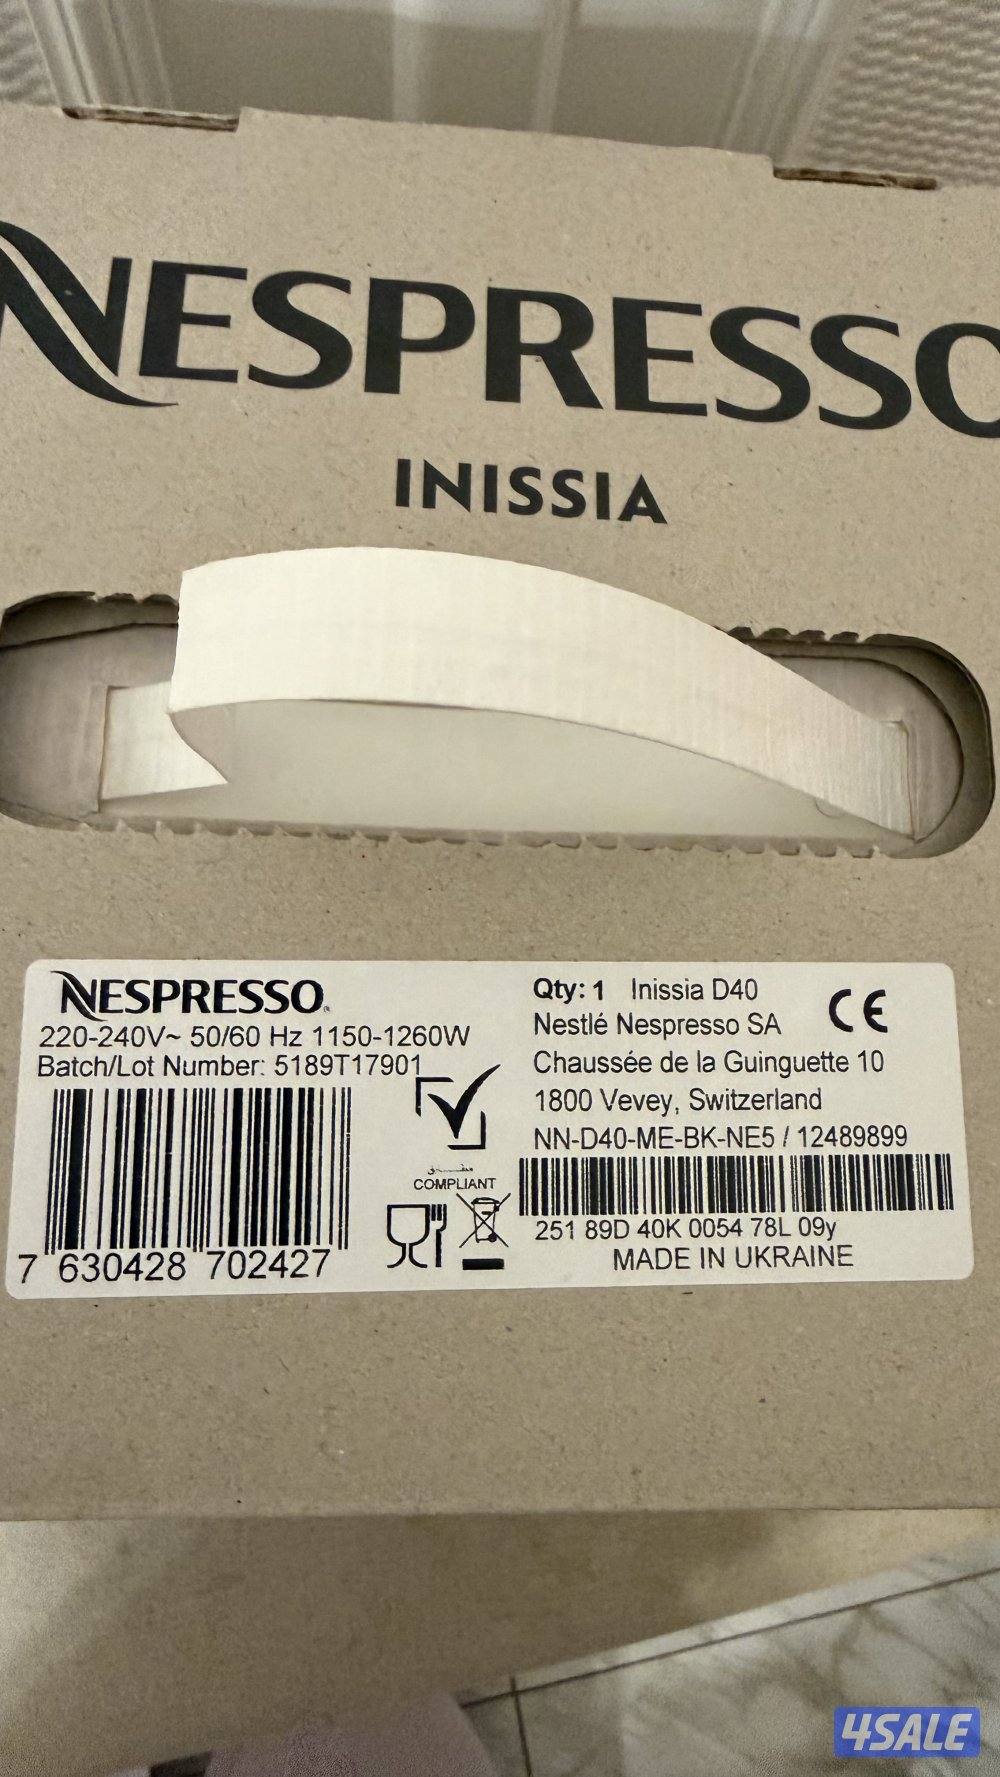 NESPRESSO
INISSIA
NESPRESSO
220-240V~ 50/60 Hz 1150-1260W
Batch/Lot Number: 5189T17901
7 630428 702427
COMPLIANT
Qty: 1 Inissia D40
Nestlé Nespresso SA
Chaussée de la Guinguette 10
1800 Vevey, Switzerland
NN-D40-ME-BK-NE5 / 12489899
251 89D 40K 0054 78L 09y
MADE IN UKRAINE
CE
4SALE